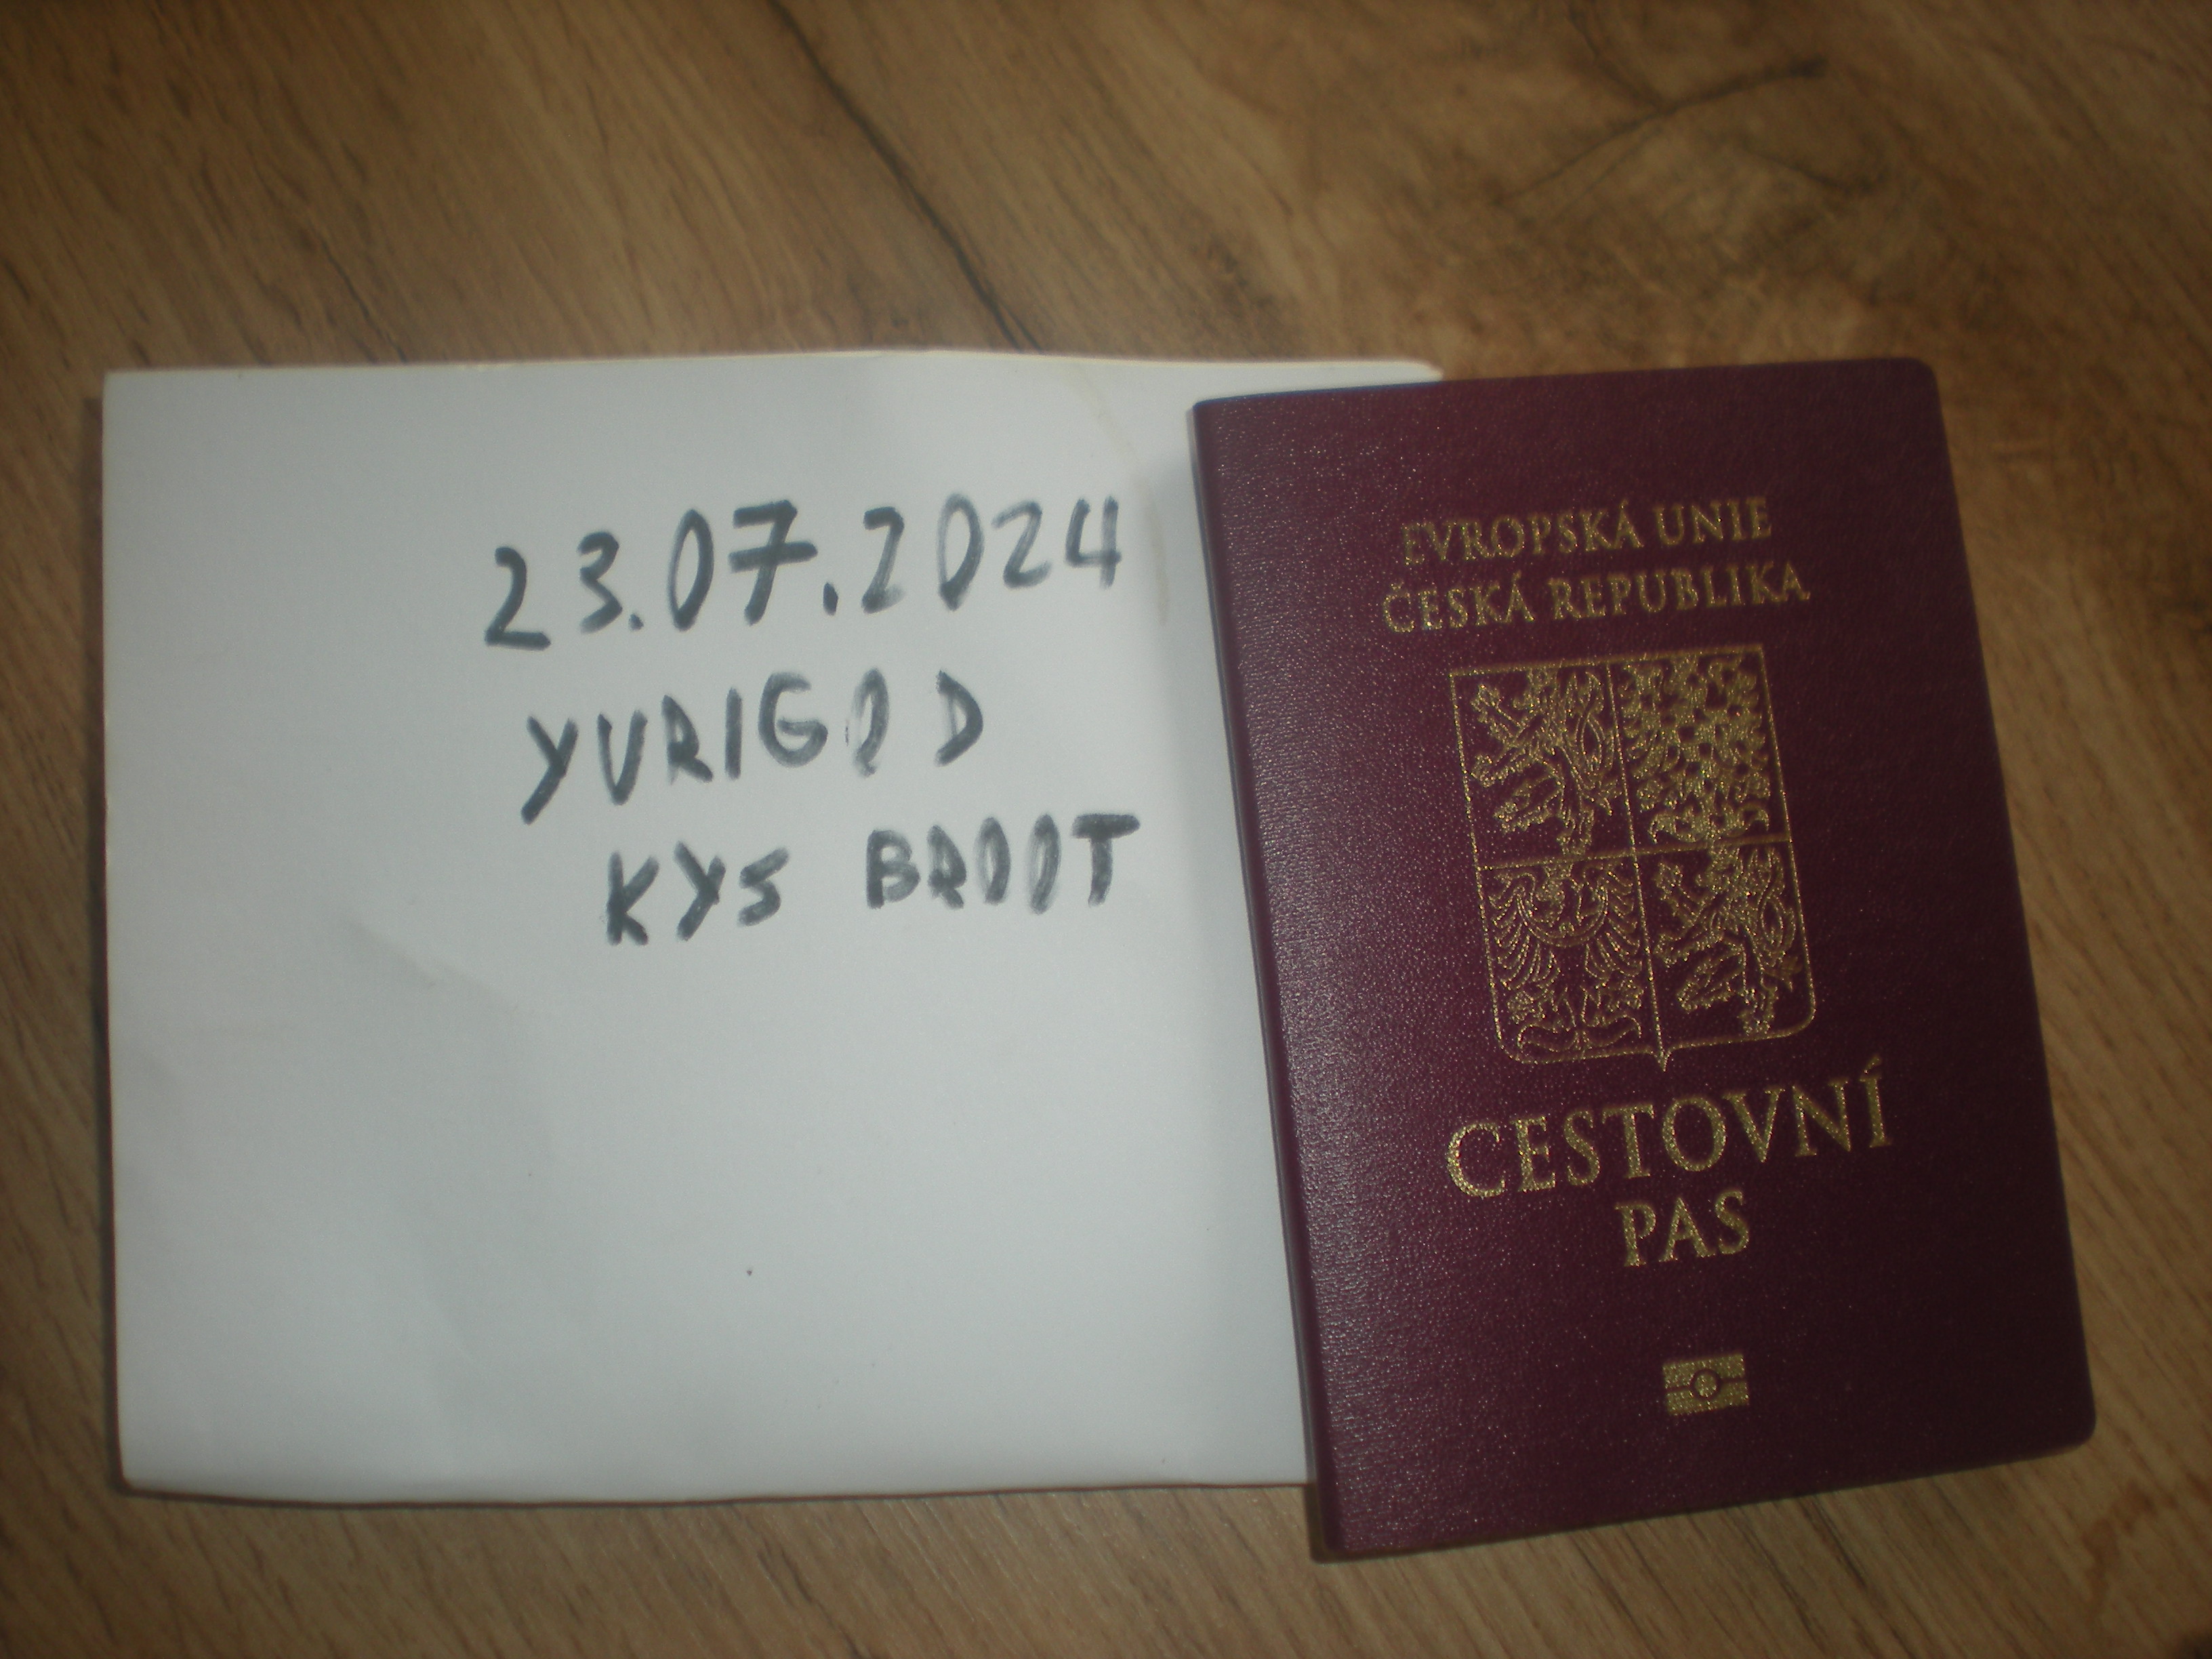 23.07.2024
YURIGOD
KYS BROOT
EVROPSKÁ UNIE
ČESKÁ REPUBLIKA
CESTOVNÍ
PAS